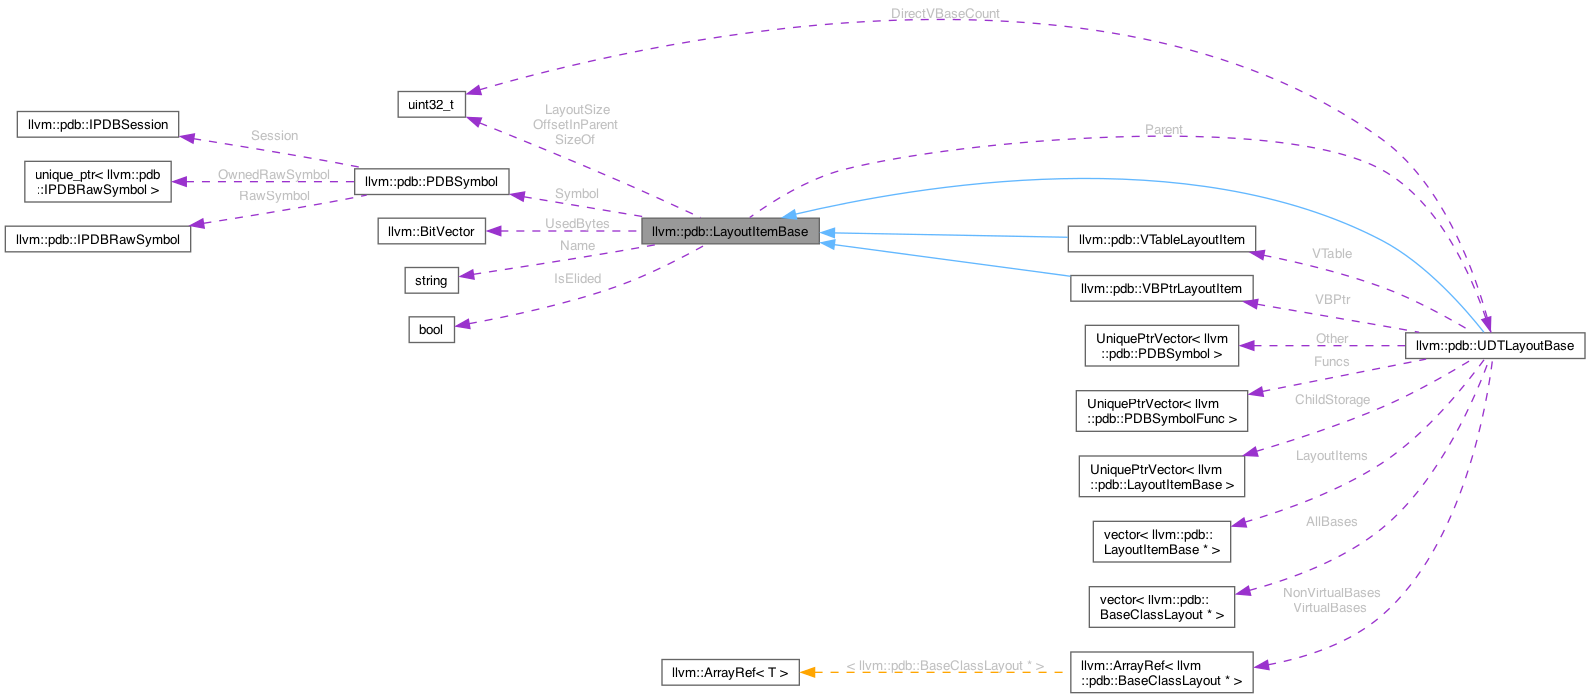 DirectVBaseCount
uint32_t
LayoutSize
OffsetInParent
SizeOf
Parent
llvm::pdb::IPDBSession
Session
unique_ptr< llvm::pdb
::IPDBRawSymbol >
OwnedRawSymbol
llvm::pdb::PDBSymbol
RawSymbol
llvm::pdb::IPDBRawSymbol
Symbol
llvm::BitVector
UsedBytes
llvm::pdb::LayoutItemBase
Name
string
IsElided
bool
llvm::pdb::VTableLayoutItem
VTable
llvm::pdb::VBPtrLayoutItem
VBPtr
UniquePtrVector< llvm
::pdb::PDBSymbol >
Other
llvm::pdb::UDTLayoutBase
Funcs
UniquePtrVector< llvm
::pdb::PDBSymbolFunc >
ChildStorage
UniquePtrVector< llvm
::pdb::LayoutItemBase >
LayoutItems
vector< llvm::pdb::
LayoutItemBase * >
AllBases
vector< llvm::pdb::
BaseClassLayout * >
NonVirtualBases
VirtualBases
llvm::ArrayRef< T >
< llvm::pdb::BaseClassLayout * >
llvm::ArrayRef< llvm
::pdb::BaseClassLayout * >